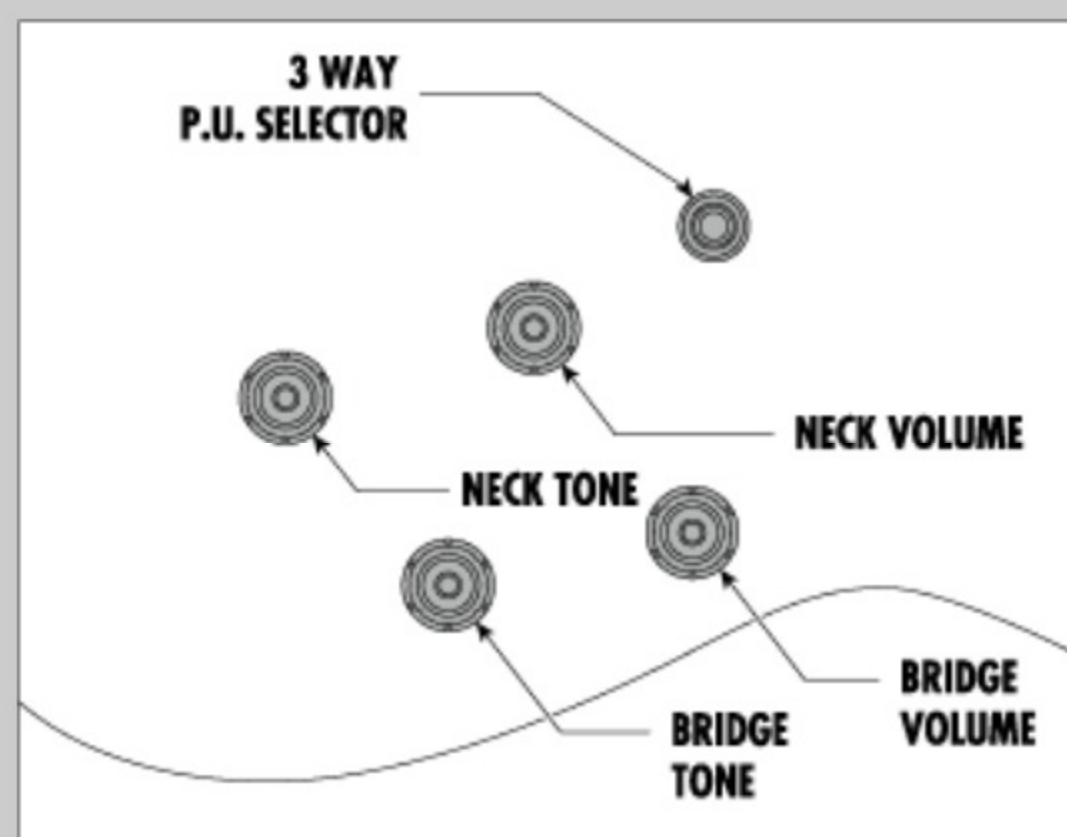 3 WAY
P.U. SELECTOR
NECK VOLUME
NECK TONE
BRIDGE
VOLUME
BRIDGE
TONE